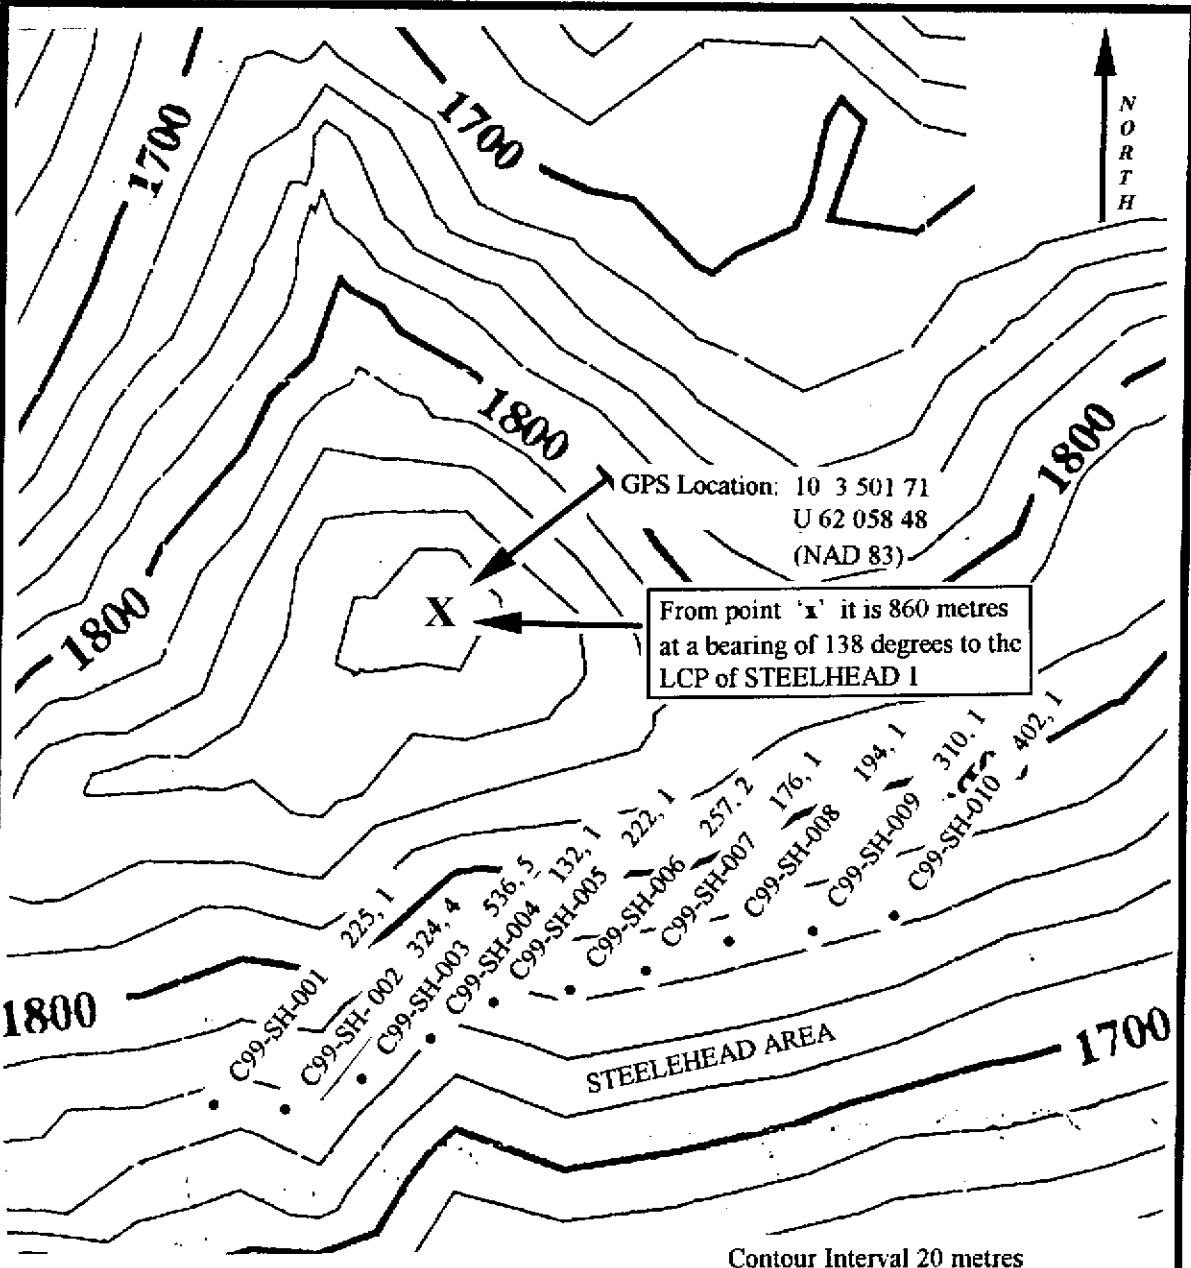 1700
1700
NORTH
1800
1800
GPS Location: 10 3 501 71
U 62 058 48
(NAD 83)
1800
X
From point ‘x’ it is 860 metres
at a bearing of 138 degrees to the
LCP of STEELHEAD 1
C99-SH-001 225, 1
C99-SH-002 324, 4
C99-SH-003 536, 5
C99-SH-004 132, 1
C99-SH-005 222, 1
C99-SH-006 257, 2
C99-SH-007 176, 1
C99-SH-008 194, 1
C99-SH-009 310, 1
C99-SH-010 402, 1
1800
STEELEHEAD AREA
1700
Contour Interval 20 metres